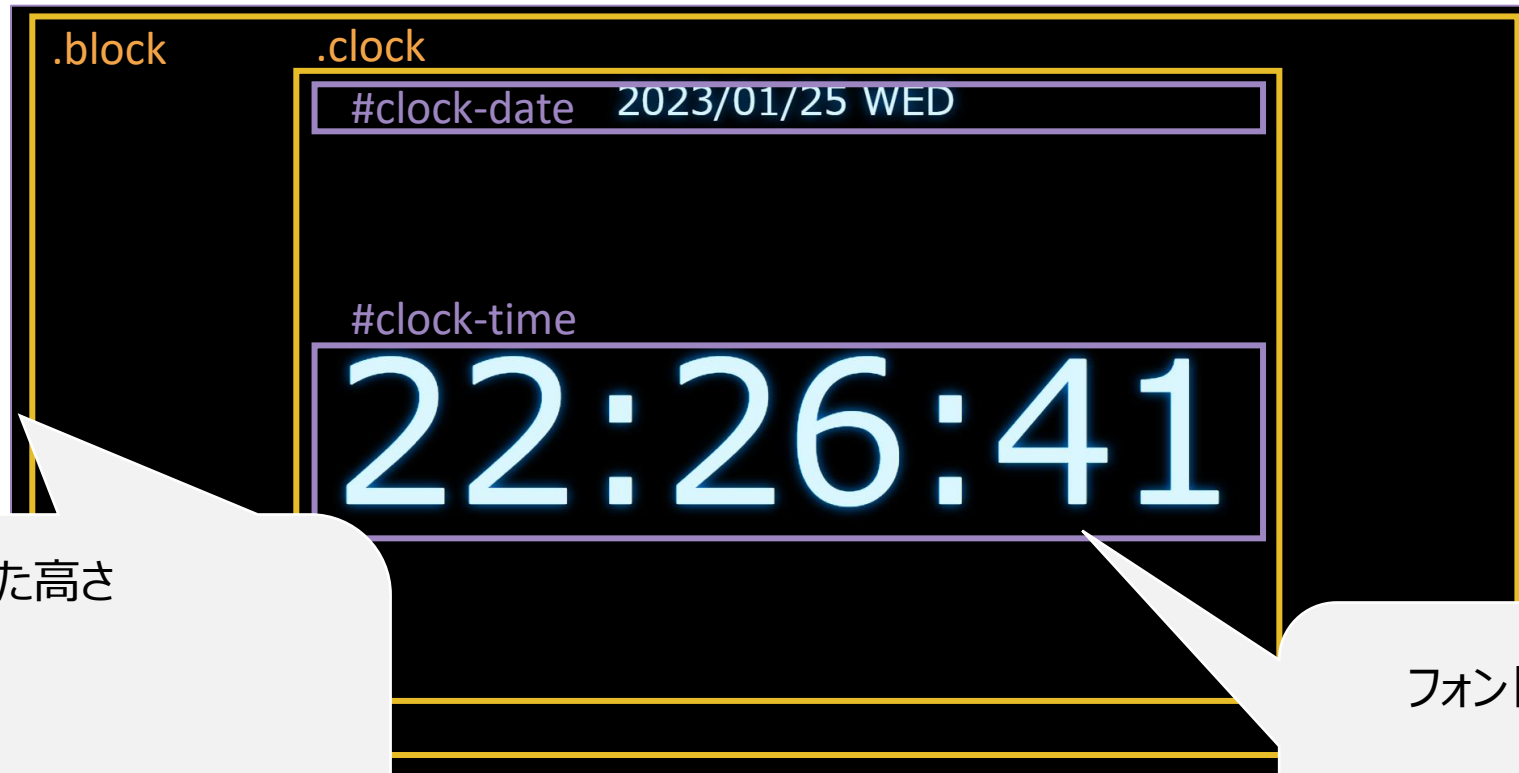 .block
.clock
#clock-date
2023/01/25 WED
#clock-time
22:26:41
た高さ
フォン